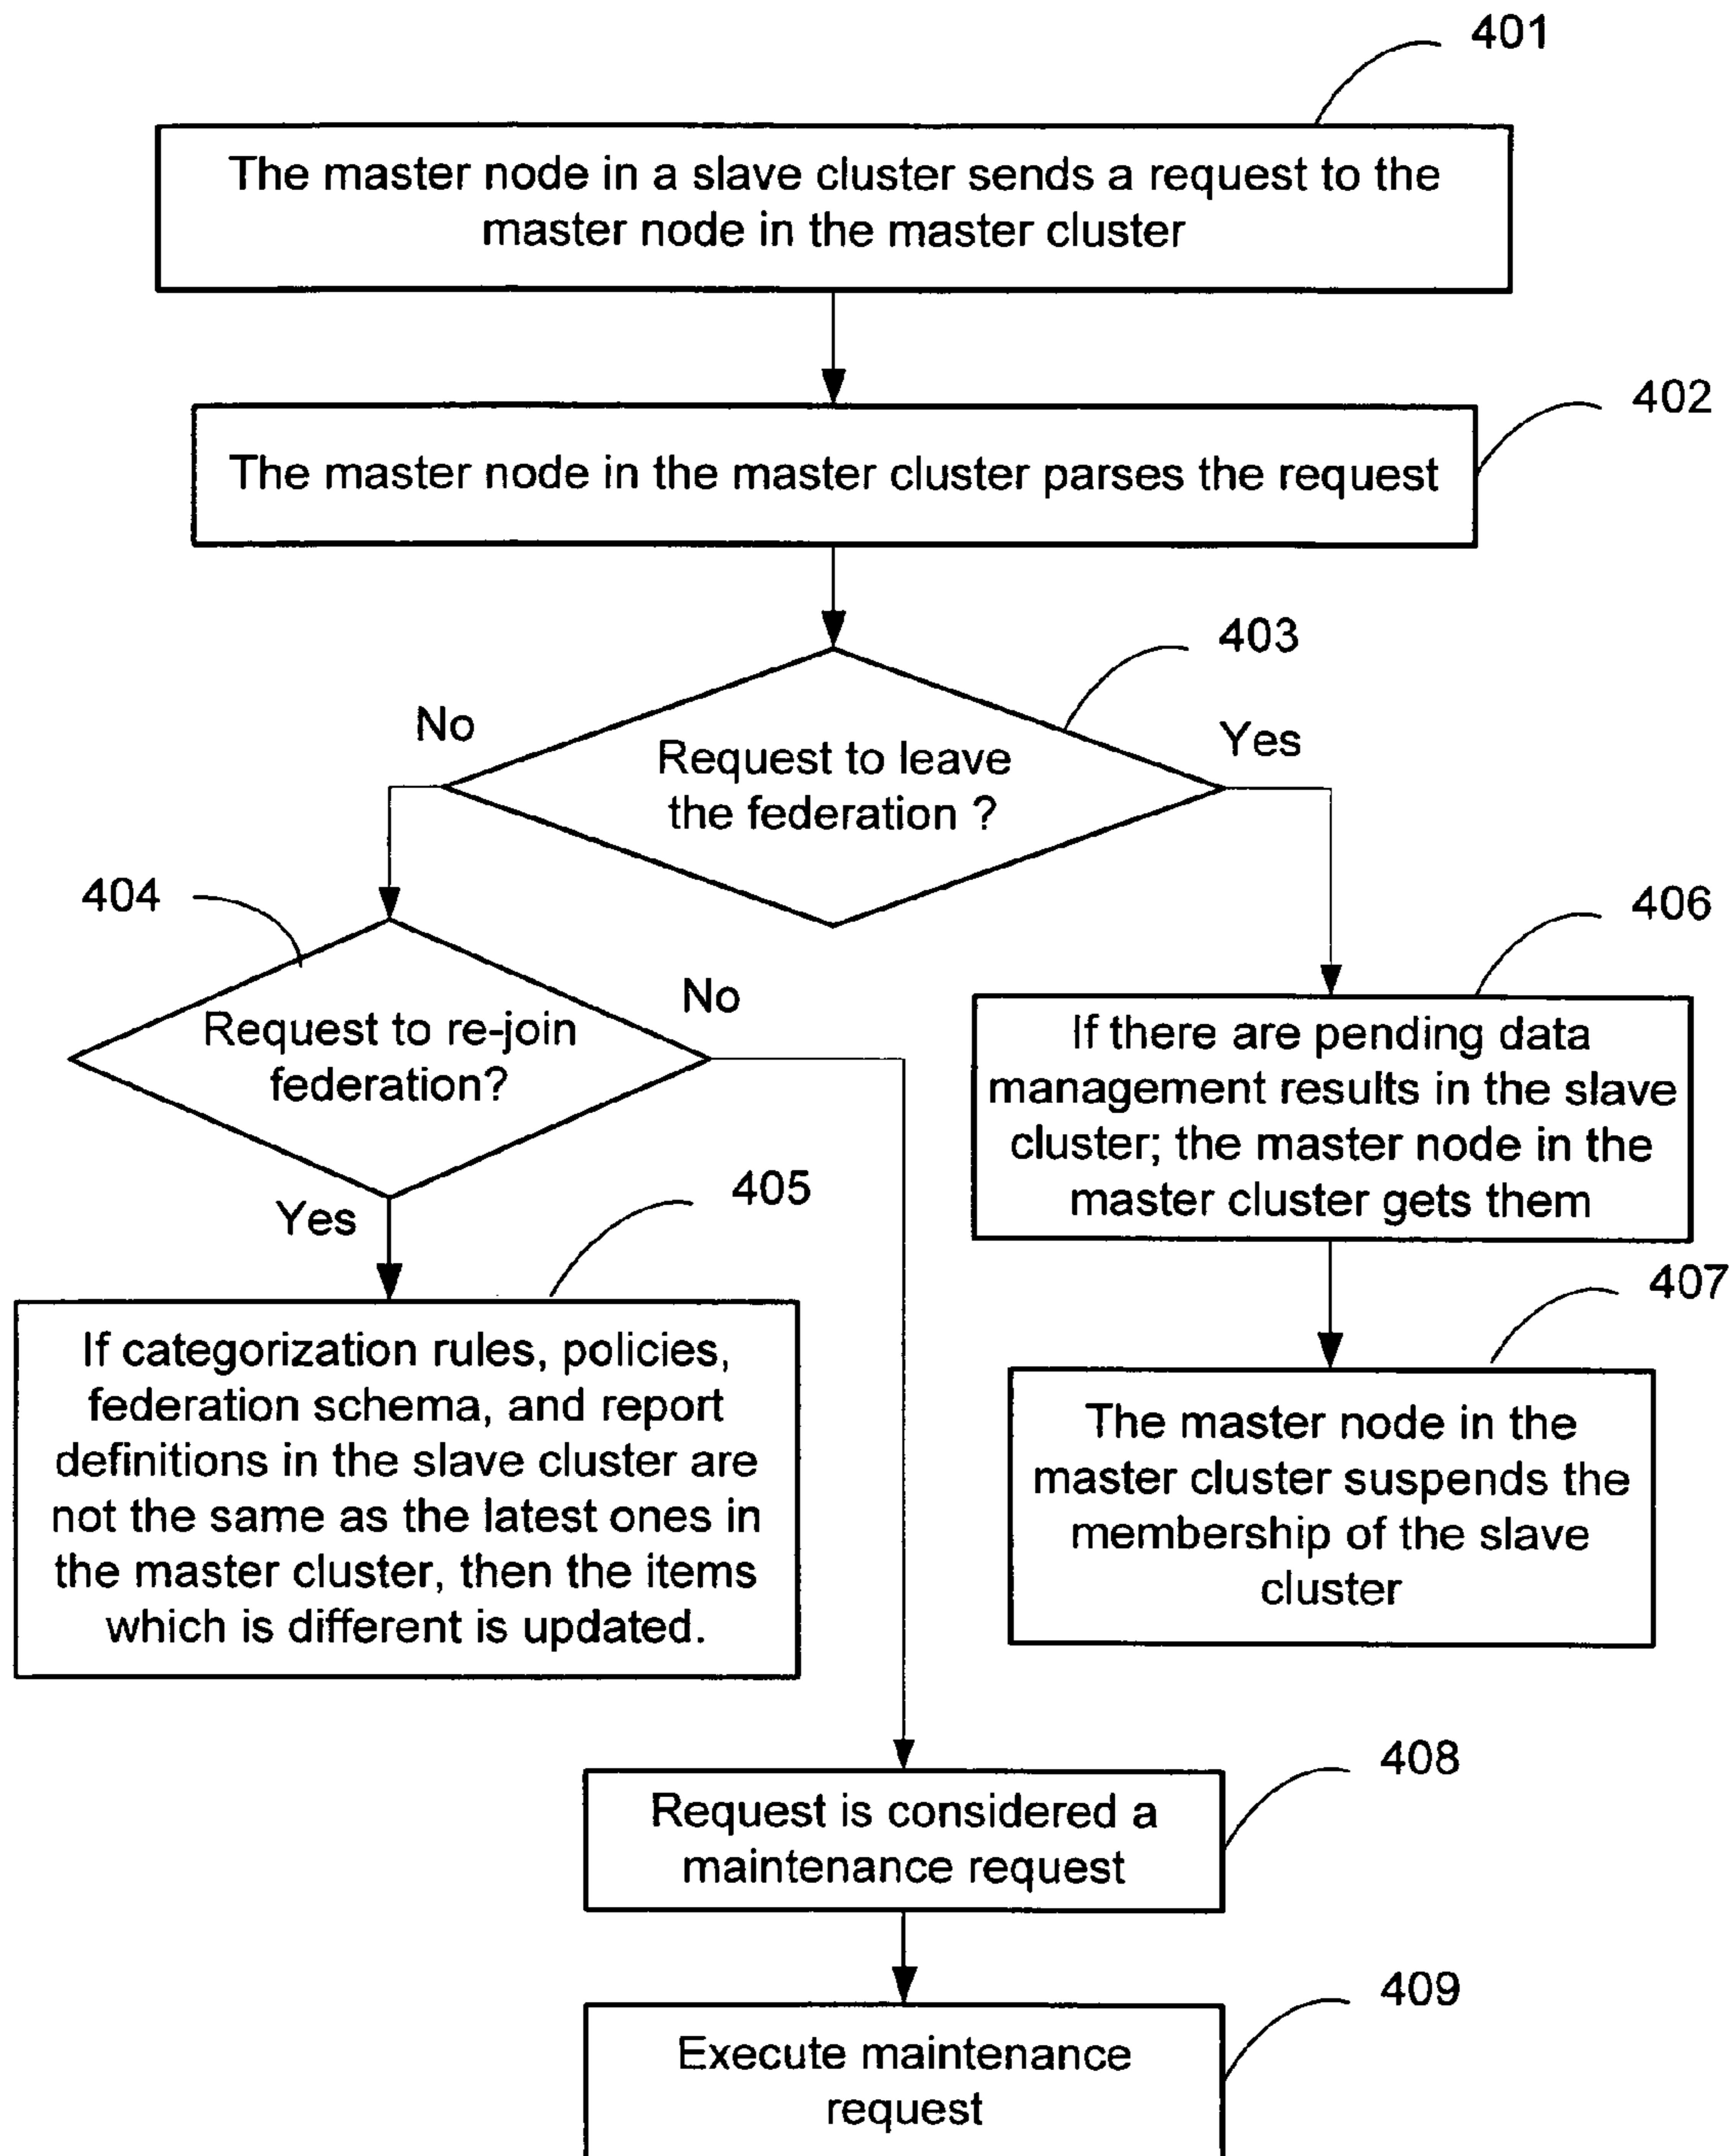 401
The master node in a slave cluster sends a request to the
master node in the master cluster
402
The master node in the master cluster parses the request
403
No
Yes
Request to leave
the federation ?
404
406
No
Request to re-join
federation?
If there are pending data
management results in the slave
cluster; the master node in the
master cluster gets them
405
Yes
407
If categorization rules, policies,
federation schema, and report
definitions in the slave cluster are
not the same as the latest ones in
the master cluster, then the items
which is different is updated.
The master node in the
master cluster suspends the
membership of the slave
cluster
408
Request is considered a
maintenance request
409
Execute maintenance
request